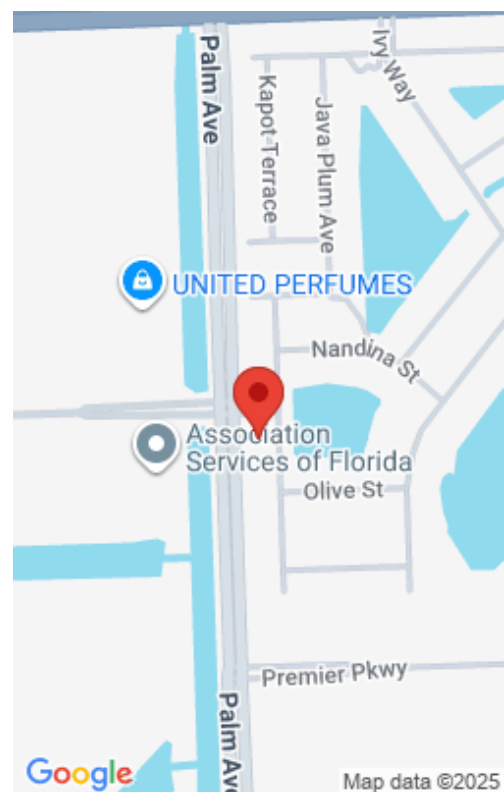 Palm Ave
Ivy Way
Kapot Terrace
Java Plum Ave
UNITED PERFUMES
Nandina St
Association
Services of Florida
Olive St
Premier Pkwy
Palm Ave
Google
Map data ©2025